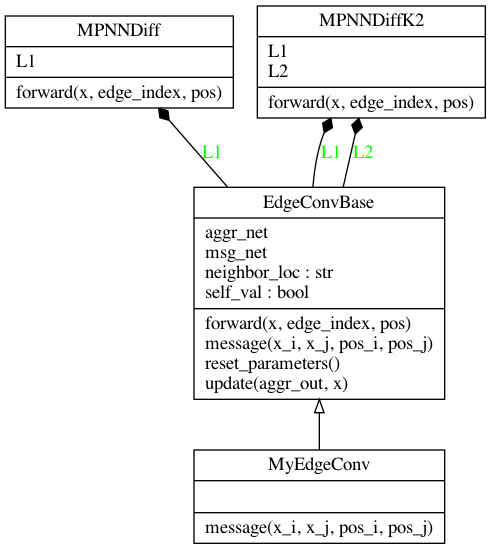 MPNNDiff
L1
forward(x, edge_index, pos)
MPNNDiffK2
L1
L2
forward(x, edge_index, pos)
L1
L1
L2
EdgeConvBase
aggr_net
msg_net
neighbor_loc : str
self_val : bool
forward(x, edge_index, pos)
message(x_i, x_j, pos_i, pos_j)
reset_parameters()
update(aggr_out, x)
MyEdgeConv
message(x_i, x_j, pos_i, pos_j)